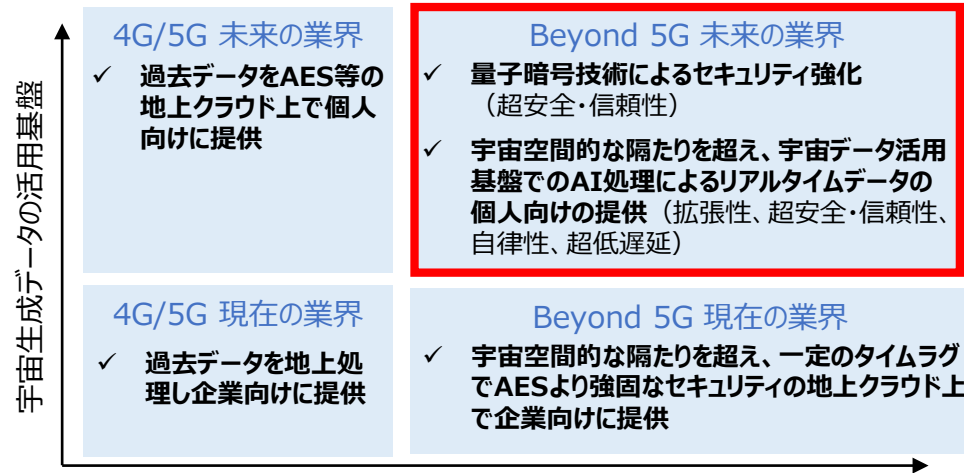 宇宙生成データの活用基盤
4G/5G 未来の業界
✓ 過去データをAES等の
地上クラウド上で個人
向けに提供
Beyond 5G 未来の業界
✓ 量子暗号技術によるセキュリティ強化
（超安全・信頼性）
✓ 宇宙空間的な隔たりを超え、宇宙データ活用
基盤でのAI処理によるリアルタイムデータの
個人向けの提供（拡張性、超安全・信頼性、
自律性、超低遅延）
4G/5G 現在の業界
✓ 過去データを地上処
理し企業向けに提供
Beyond 5G 現在の業界
✓ 宇宙空間的な隔たりを超え、一定のタイムラグ
でAESより強固なセキュリティの地上クラウド上
で企業向けに提供